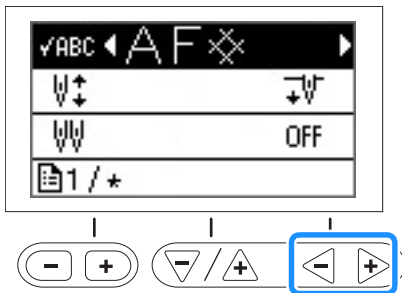 √ABC A F
OFF
1 / *
- + / + +